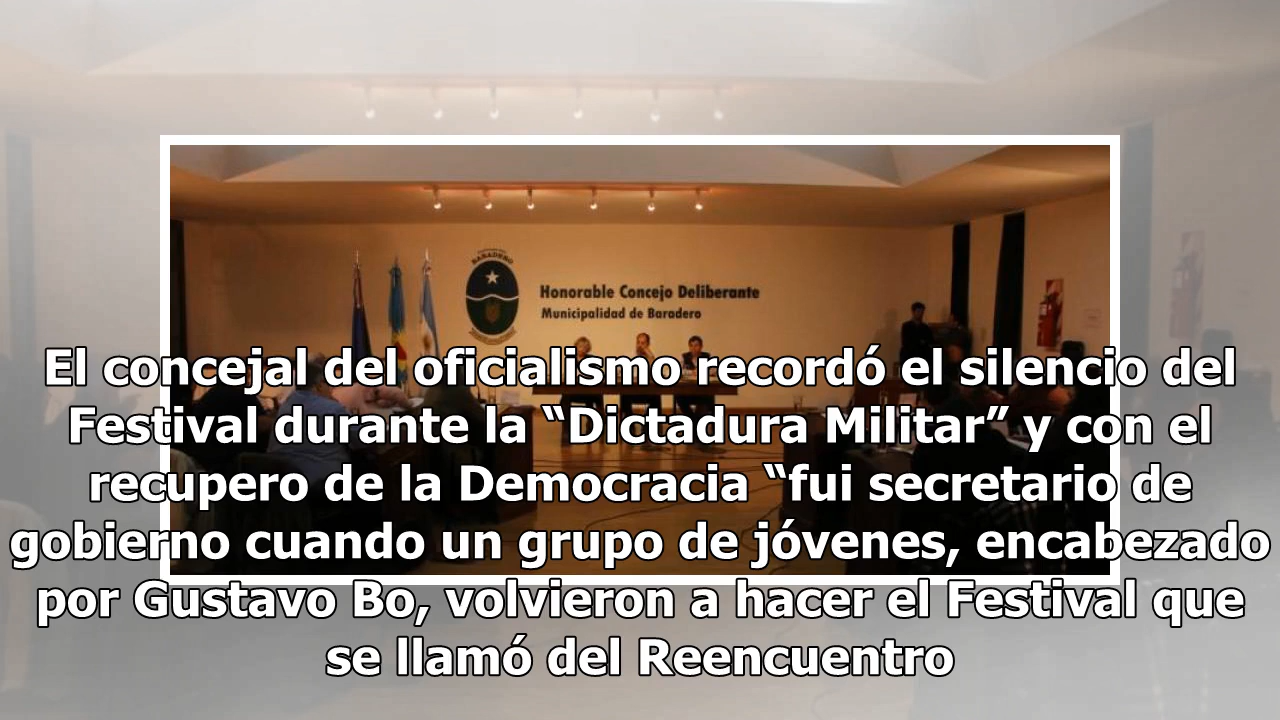 BARADERO
Honorable Concejo Deliberante
Municipalidad de Baradero
El concejal del oficialismo recordó el silencio del
Festival durante la “Dictadura Militar” y con el
recupero de la Democracia “fui secretario de
gobierno cuando un grupo de jóvenes, encabezado
por Gustavo Bo, volvieron a hacer el Festival que
se llamó del Reencuentro